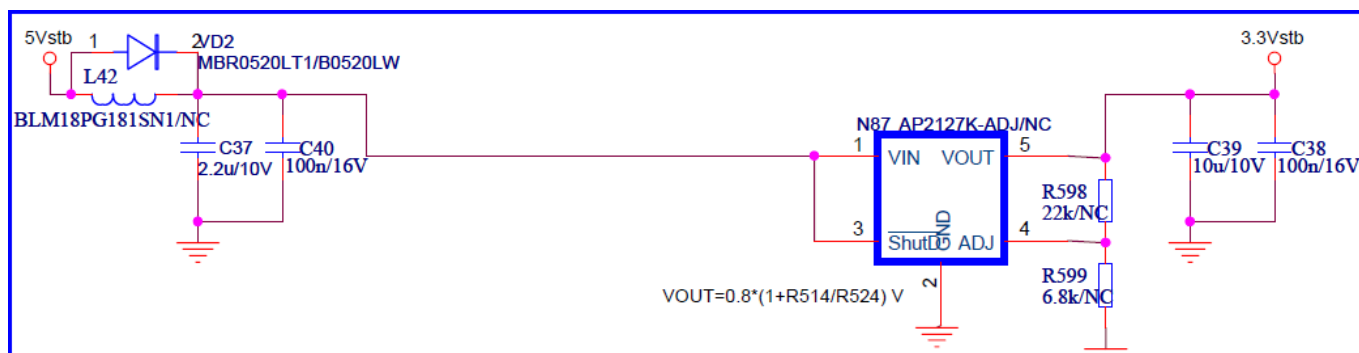 5Vstb
1
2
VD2
MBR0520LT1/B0520LW
L42
BLM18PG181SN1/NC
C37
2.2u/10V
C40
100n/16V
N87 AP2127K-ADJ/NC
1
VIN
VOUT
5
3
ShutD
GND
ADJ
4
2
VOUT=0.8*(1+R514/R524) V
R598
22k/NC
R599
6.8k/NC
3.3Vstb
C39
10u/10V
C38
100n/16V